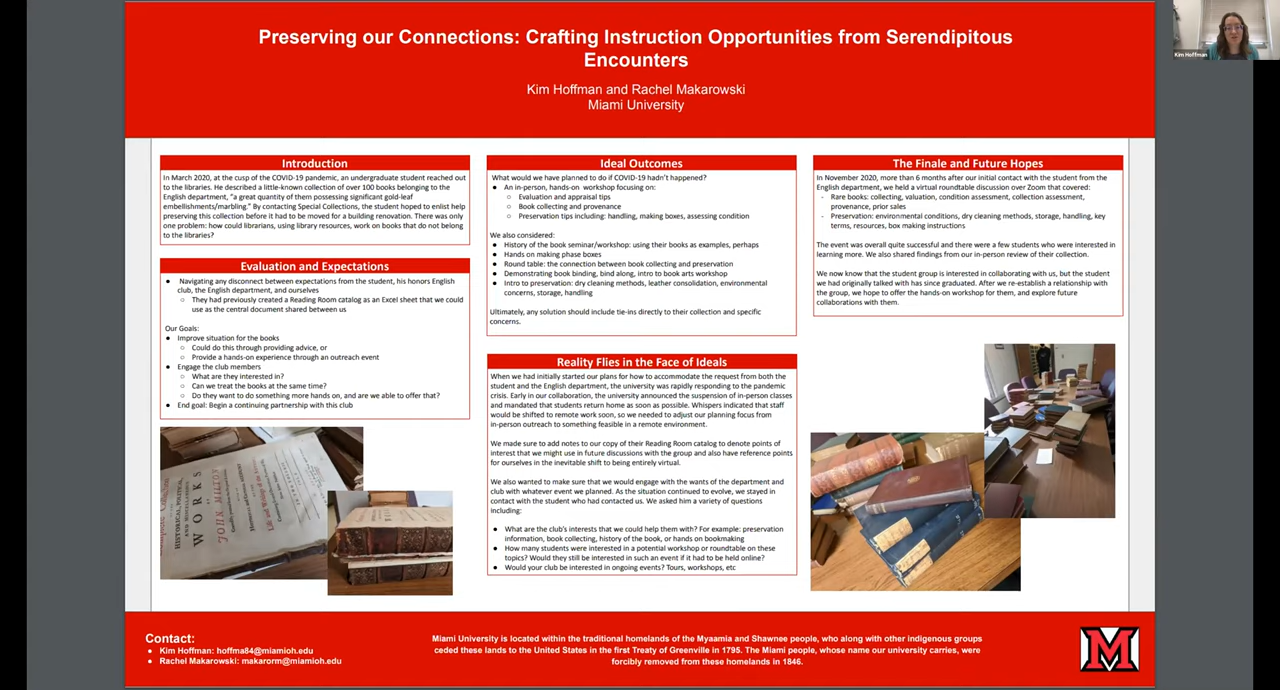 Preserving our Connections: Crafting Instruction Opportunities from Serendipitous
Encounters
Kim Hoffman and Rachel Makarowski
Miami University
Kim Hoffman
Introduction
In March 2020, at the cusp of the COVID-19 pandemic, an undergraduate student reached out
to the libraries. He described a little-known collection of over 100 books belonging to the
English department, "a great quantity of them possessing significant gold-leaf
embellishments/marbling." By contacting Special Collections, the student hoped to enlist help
preserving this collection before it had to be moved for a building renovation. There was only
one problem: how could librarians, using library resources, work on books that do not belong
to the libraries?
Evaluation and Expectations
● Navigating any disconnect between expectations from the student, his honors English
club, the English department, and ourselves
○ They had previously created a Reading Room catalog as an Excel sheet that we could
use as the central document shared between us
Our Goals:
● Improve situation for the books
○ Could do this through providing advice, or
○ Provide a hands-on experience through an outreach event
● Engage the club members
○ What are they interested in?
○ Can we treat the books at the same time?
○ Do they want to do something more hands on, and are we able to offer that?
● End goal: Begin a continuing partnership with this club
HISTORICAL, POLITICAL,
WORKS
JOHN MILTON
Ideal Outcomes
What would we have planned to do if COVID-19 hadn't happened?
● An in-person, hands-on workshop focusing on:
○ Evaluation and appraisal tips
○ Book collecting and provenance
○ Preservation tips including: handling, making boxes, assessing condition
We also considered:
● History of the book seminar/workshop: using their books as examples, perhaps
● Hands on making phase boxes
● Round table: the connection between book collecting and preservation
● Demonstrating book binding, bind along, intro to book arts workshop
● Intro to preservation: dry cleaning methods, leather consolidation, environmental
concerns, storage, handling
Ultimately, any solution should include tie-ins directly to their collection and specific
concerns.
Reality Flies in the Face of Ideals
When we had initially started our plans for how to accommodate the request from both the
student and the English department, the university was rapidly responding to the pandemic
crisis. Early in our collaboration, the university announced the suspension of in-person classes
and mandated that students return home as soon as possible. Whispers indicated that staff
would be shifted to remote work soon, so we needed to adjust our planning focus from
in-person outreach to something feasible in a remote environment.
We made sure to add notes to our copy of their Reading Room catalog to denote points of
interest that we might use in future discussions with the group and also have reference points
for ourselves in the inevitable shift to being entirely virtual.
We also wanted to make sure that we would engage with the wants of the department and
club with whatever event we planned. As the situation continued to evolve, we stayed in
contact with the student who had contacted us. We asked him a variety of questions
including:
● What are the club's interests that we could help them with? For example: preservation
information, book collecting, history of the book, or hands on bookmaking
● How many students were interested in a potential workshop or roundtable on these
topics? Would they still be interested in such an event if it had to be held online?
● Would your club be interested in ongoing events? Tours, workshops, etc
The Finale and Future Hopes
In November 2020, more than 6 months after our initial contact with the student from the
English department, we held a virtual roundtable discussion over Zoom that covered:
- Rare books: collecting, valuation, condition assessment, collection assessment,
provenance, prior sales
- Preservation: environmental conditions, dry cleaning methods, storage, handling, key
terms, resources, box making instructions
The event was overall quite successful and there were a few students who were interested in
learning more. We also shared findings from our in-person review of their collection.
We now know that the student group is interested in collaborating with us, but the student
we had originally talked with has since graduated. After we re-establish a relationship with
the group, we hope to offer the hands-on workshop for them, and explore future
collaborations with them.
Contact:
● Kim Hoffman: hoffma84@miamioh.edu
● Rachel Makarowski: makarorm@miamioh.edu
Miami University is located within the traditional homelands of the Myaamia and Shawnee people, who along with other indigenous groups
ceded these lands to the United States in the first Treaty of Greenville in 1795. The Miami people, whose name our university carries, were
forcibly removed from these homelands in 1846.
M